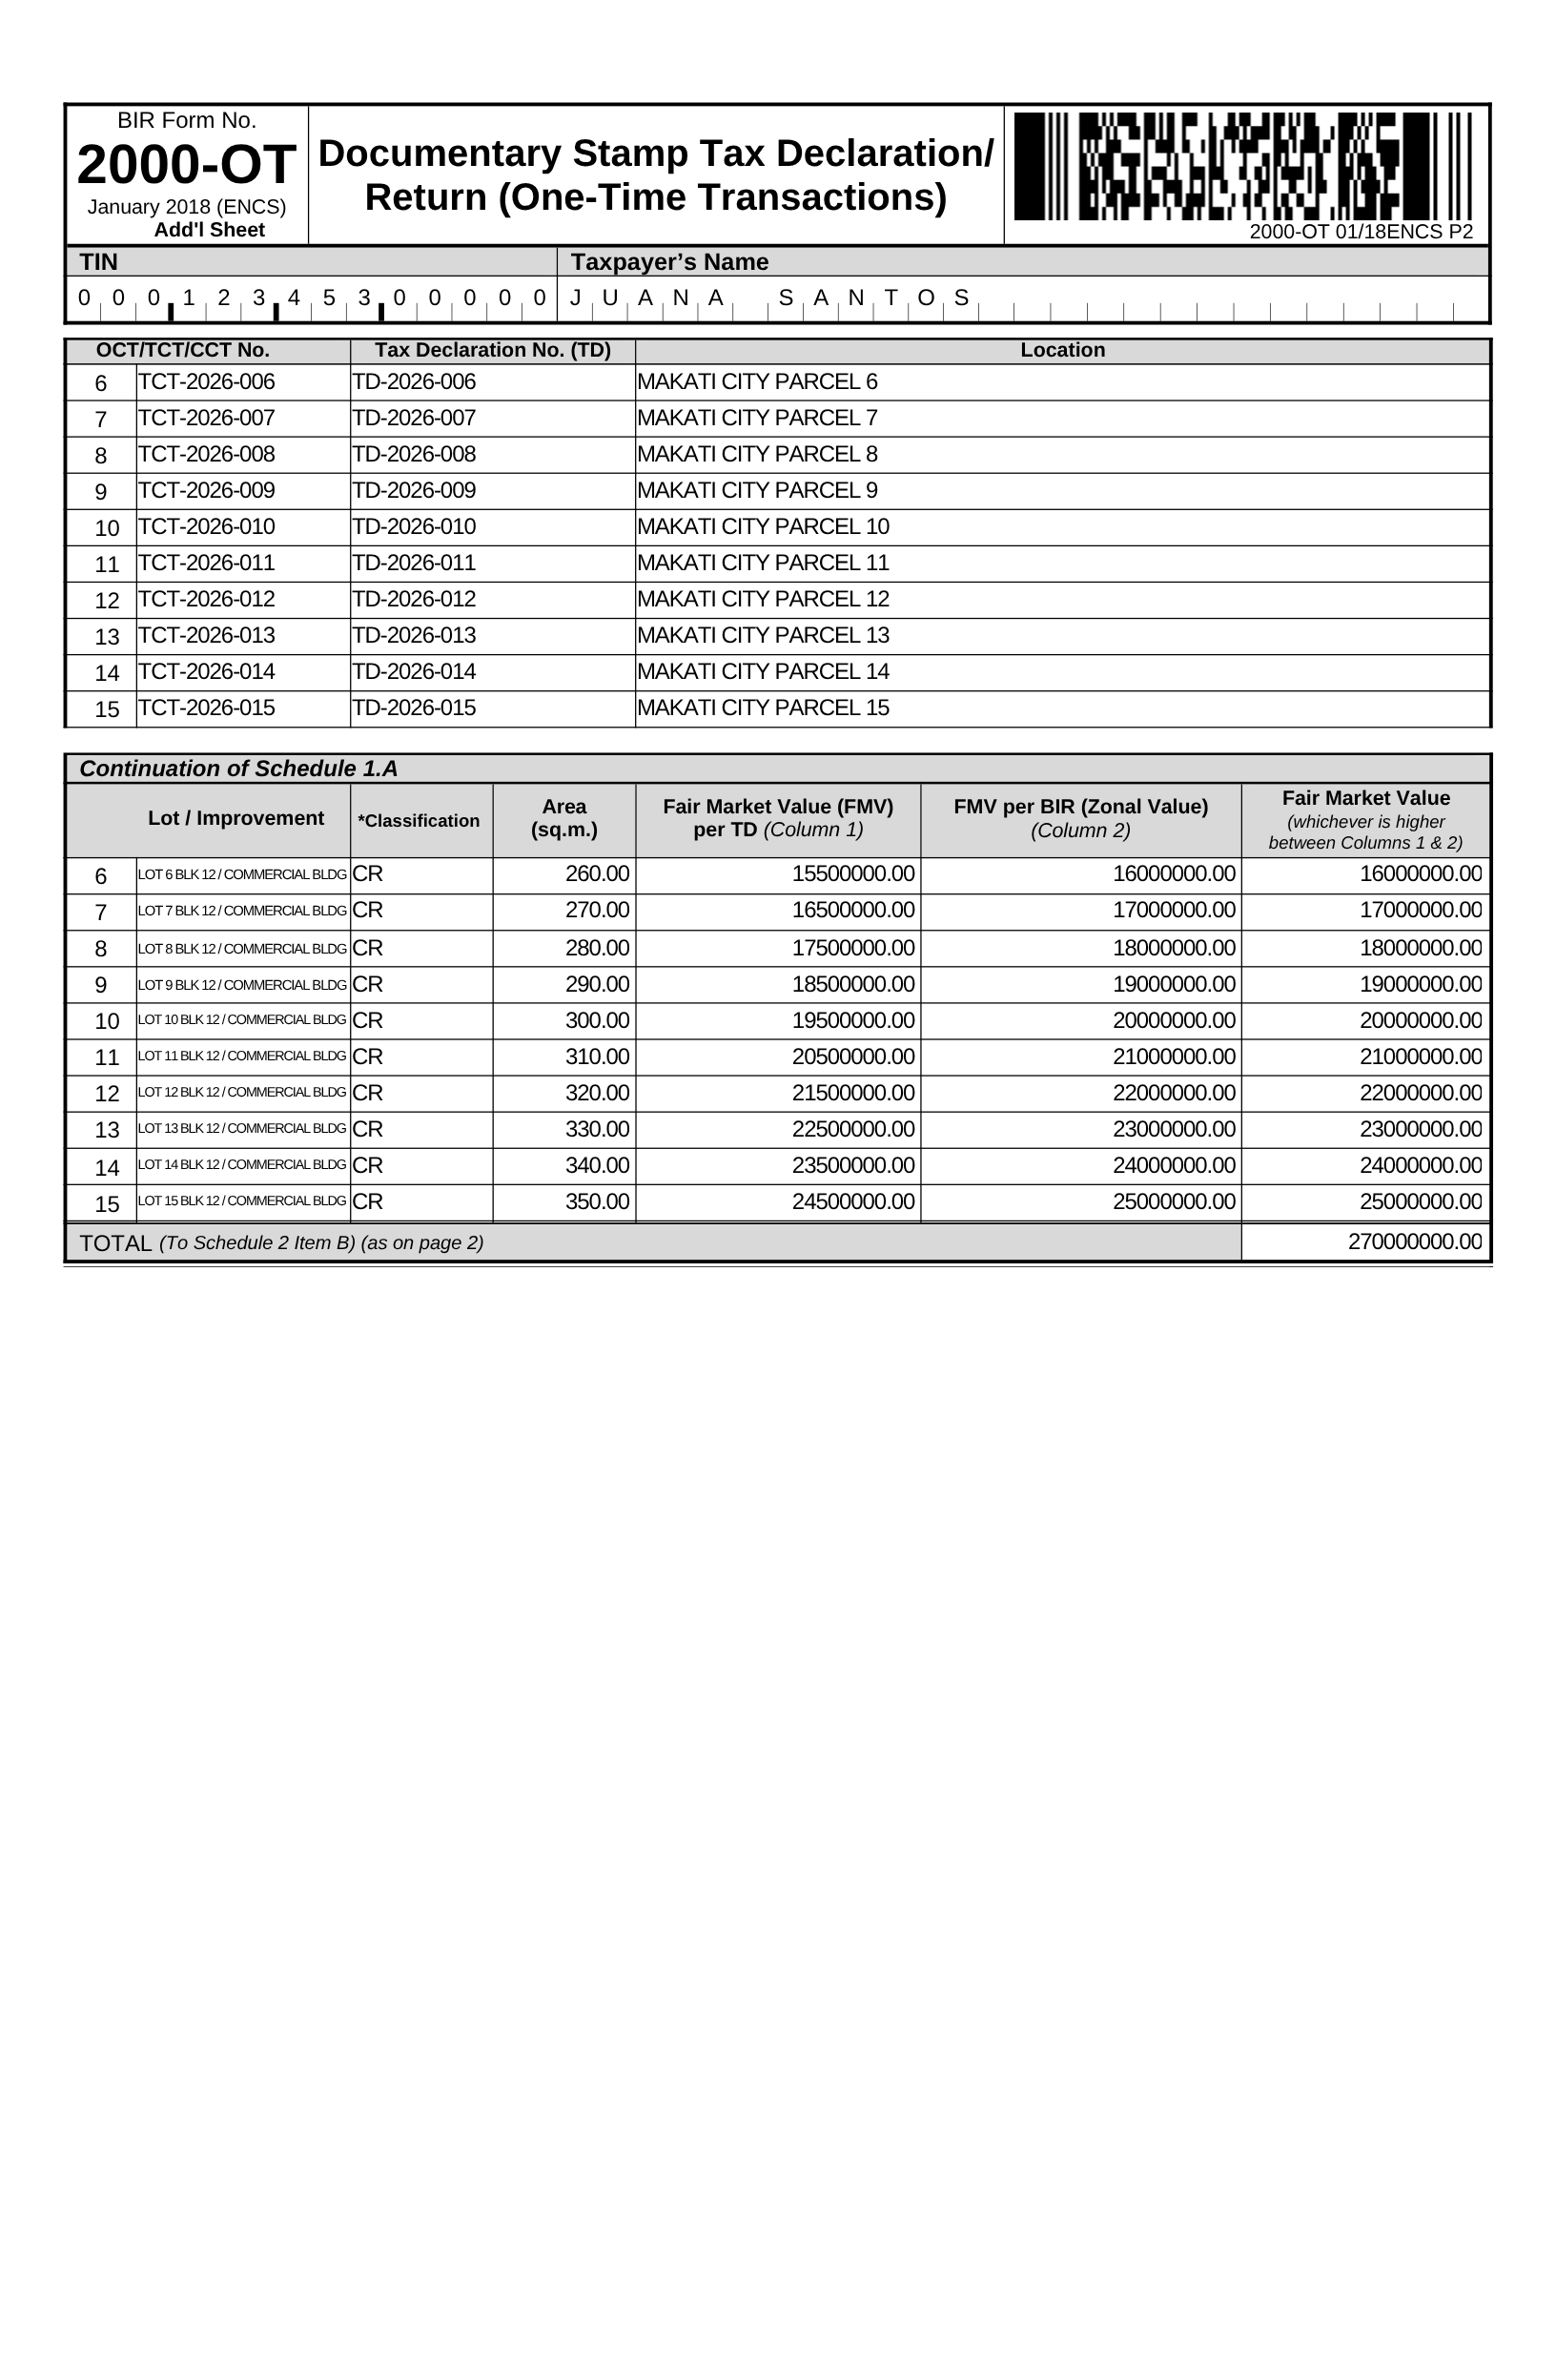 BIR Form No.
2000-OT
January 2018 (ENCS)
Add'l Sheet
Documentary Stamp Tax Declaration/
Return (One-Time Transactions)
2000-OT 01/18ENCS P2
TIN Taxpayer’s Name
0 0 0 1 2 3 4 5 3 0 0 0 0 0 J U A N A S A N T O S
OCT/TCT/CCT No. Tax Declaration No. (TD) Location
6 TCT-2026-006 TD-2026-006 MAKATI CITY PARCEL 6
7 TCT-2026-007 TD-2026-007 MAKATI CITY PARCEL 7
8 TCT-2026-008 TD-2026-008 MAKATI CITY PARCEL 8
9 TCT-2026-009 TD-2026-009 MAKATI CITY PARCEL 9
10 TCT-2026-010 TD-2026-010 MAKATI CITY PARCEL 10
11 TCT-2026-011 TD-2026-011 MAKATI CITY PARCEL 11
12 TCT-2026-012 TD-2026-012 MAKATI CITY PARCEL 12
13 TCT-2026-013 TD-2026-013 MAKATI CITY PARCEL 13
14 TCT-2026-014 TD-2026-014 MAKATI CITY PARCEL 14
15 TCT-2026-015 TD-2026-015 MAKATI CITY PARCEL 15
Continuation of Schedule 1.A
Lot / Improvement
*Classification
Area
(sq.m.)
Fair Market Value (FMV)
per TD (Column 1)
FMV per BIR (Zonal Value)
(Column 2)
Fair Market Value
(whichever is higher
between Columns 1 & 2)
6 LOT 6 BLK 12 / COMMERCIAL BLDG CR 260.00 15500000.00 16000000.00 16000000.00
7 LOT 7 BLK 12 / COMMERCIAL BLDG CR 270.00 16500000.00 17000000.00 17000000.00
8 LOT 8 BLK 12 / COMMERCIAL BLDG CR 280.00 17500000.00 18000000.00 18000000.00
9 LOT 9 BLK 12 / COMMERCIAL BLDG CR 290.00 18500000.00 19000000.00 19000000.00
10 LOT 10 BLK 12 / COMMERCIAL BLDG CR 300.00 19500000.00 20000000.00 20000000.00
11 LOT 11 BLK 12 / COMMERCIAL BLDG CR 310.00 20500000.00 21000000.00 21000000.00
12 LOT 12 BLK 12 / COMMERCIAL BLDG CR 320.00 21500000.00 22000000.00 22000000.00
13 LOT 13 BLK 12 / COMMERCIAL BLDG CR 330.00 22500000.00 23000000.00 23000000.00
14 LOT 14 BLK 12 / COMMERCIAL BLDG CR 340.00 23500000.00 24000000.00 24000000.00
15 LOT 15 BLK 12 / COMMERCIAL BLDG CR 350.00 24500000.00 25000000.00 25000000.00
TOTAL (To Schedule 2 Item B) (as on page 2) 270000000.00